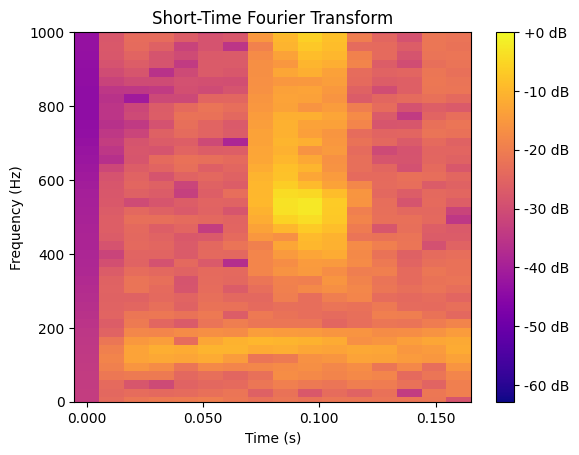 Short-Time Fourier Transform
Frequency (Hz)
1000
800
600
400
200
0
0.000
0.050
0.100
0.150
Time (s)
+0 dB
-10 dB
-20 dB
-30 dB
-40 dB
-50 dB
-60 dB